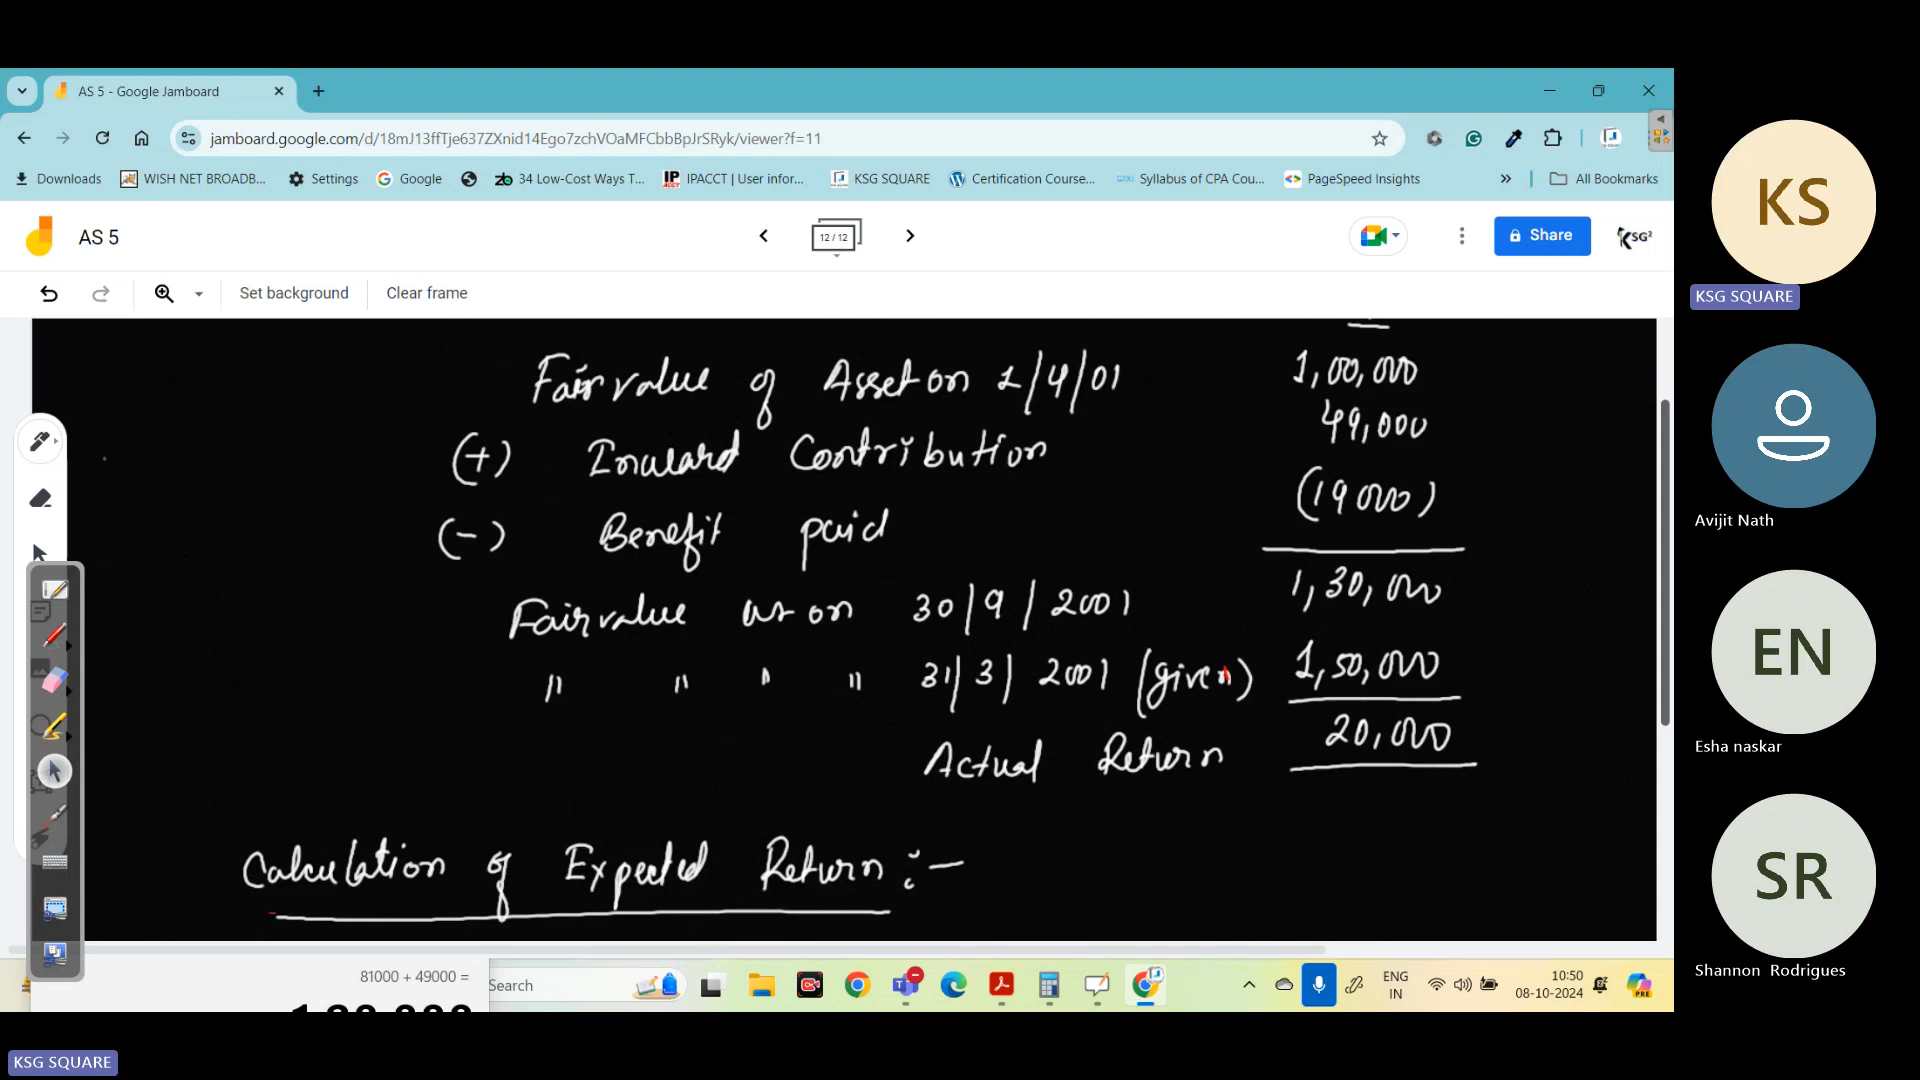 AS 5 - Google Jamboard
jamboard.google.com/d/18mJ13ffTje637ZXnid14Ego7zchVOaMFCbbBpJrSRyk/viewer?f=11
Downloads WISH NET BROADB... Settings Google 34 Low-Cost Ways T... IPACCT | User infor... KSG SQUARE Certification Course... Syllabus of CPA Cou... PageSpeed Insights » All Bookmarks
AS 5
12 / 12
Share
KSG²
Set background Clear frame
Fair value of Asset on 1/4/01 1,00,000
(+) Inward Contribution 49,000
(-) Benefit paid (19000)
Fair value as on 30/9/2001 1,30,000
" " " " 31/3/2001 (given) 1,50,000
Actual Return 20,000
Calculation of Expected Return :-
81000 + 49000 =
Search
ENG
IN
10:50
08-10-2024
PRE
KS
KSG SQUARE
Avijit Nath
EN
Esha naskar
SR
Shannon Rodrigues
KSG SQUARE